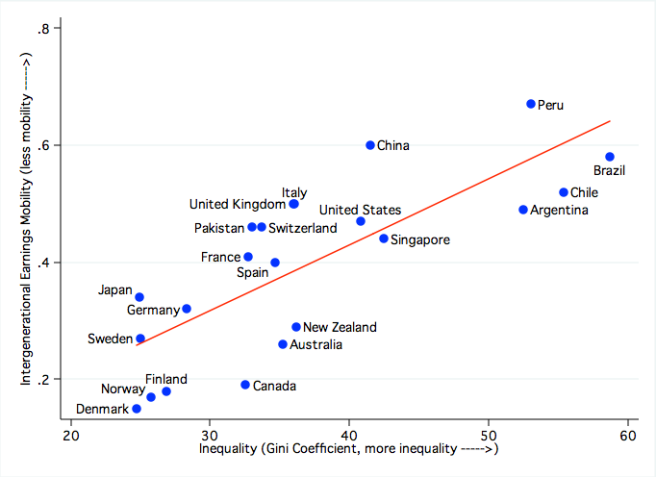 .8
.6
.4
.2
Intergenerational Earnings Mobility (less mobility ----->)
Peru
China
Brazil
Italy
United Kingdom
Chile
United States
Argentina
Pakistan
Switzerland
Singapore
France
Spain
Japan
Germany
New Zealand
Sweden
Australia
Finland
Norway
Canada
Denmark
20
30
40
50
60
Inequality (Gini Coefficient, more inequality ----->)